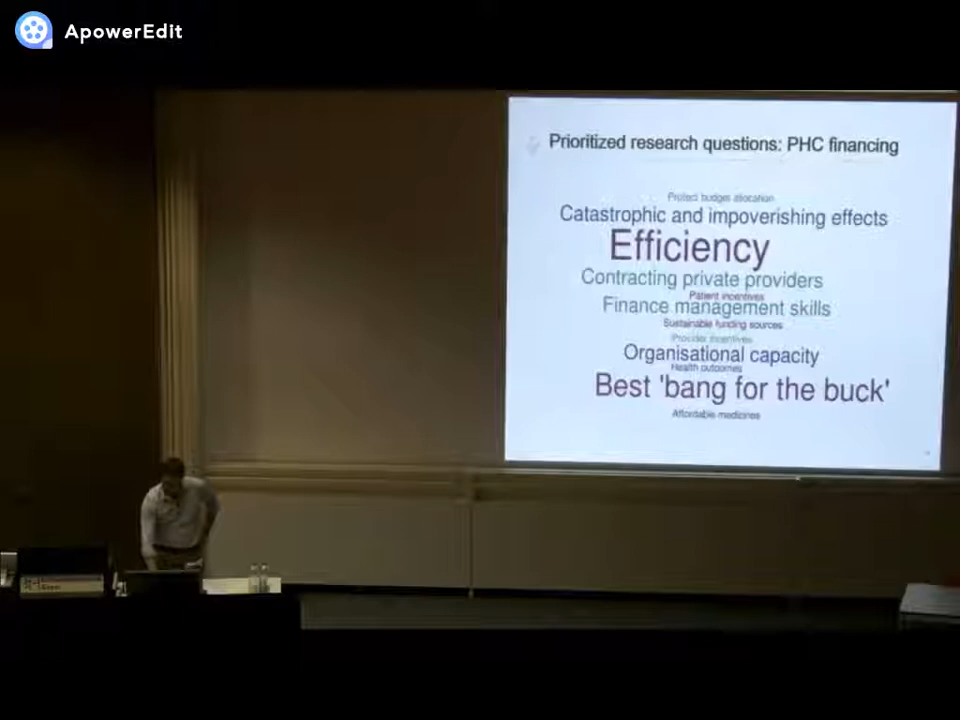 ApowerEdit
Prioritized research questions: PHC financing
Protect budget allocation
Catastrophic and impoverishing effects
Efficiency
Contracting private providers
Patient incentives
Finance management skills
Sustainable funding sources
Provider incentives
Organisational capacity
Health outcomes
Best 'bang for the buck'
Affordable medicines